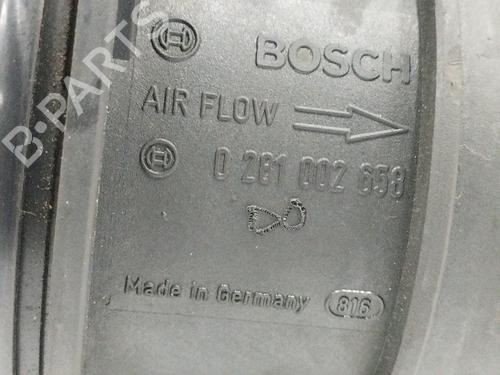 BOSCH
AIR FLOW
0 281 002 658
Made in Germany 816
B-PARTS